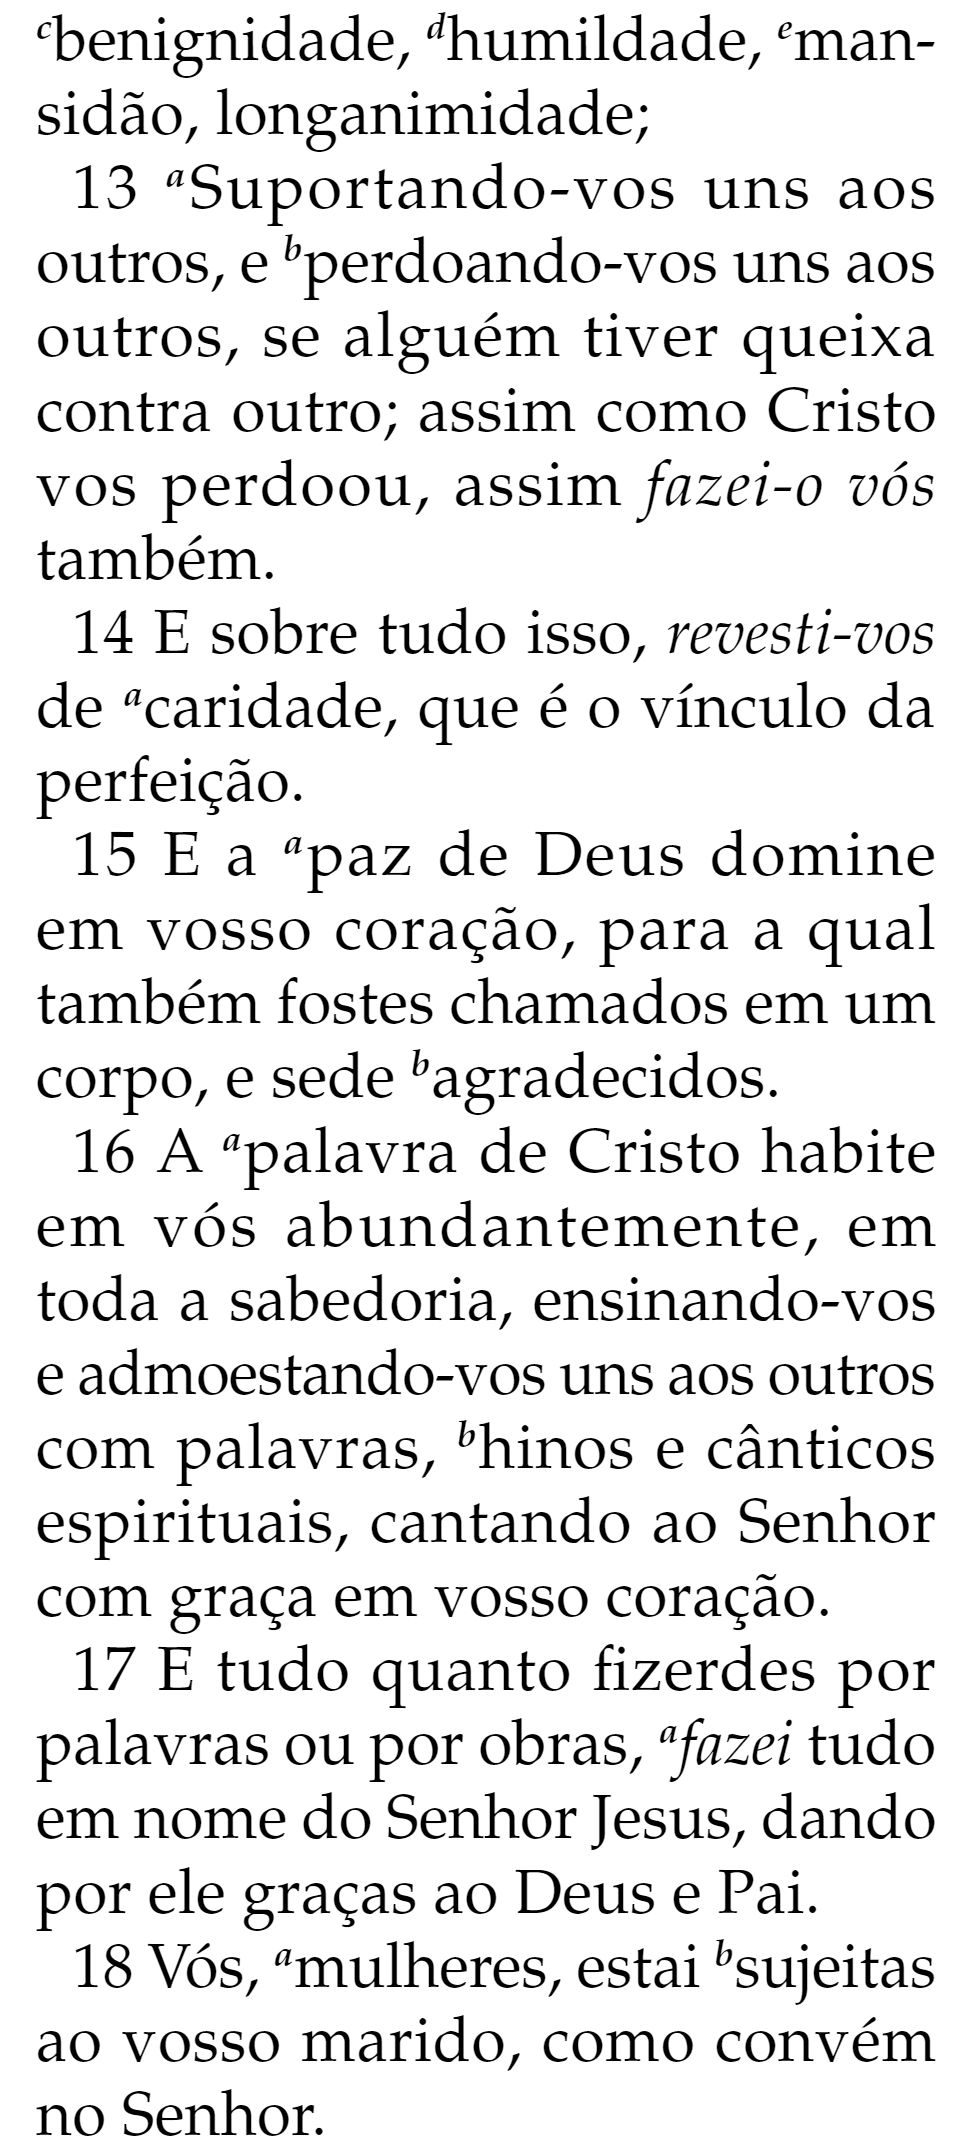 cbenignidade, dhumildade, eman-
sidão, longanimidade;
13 aSuportando-vos uns aos
outros, e bperdoando-vos uns aos
outros, se alguém tiver queixa
contra outro; assim como Cristo
vos perdoou, assim fazei-o vós
também.
14 E sobre tudo isso, revesti-vos
de acaridade, que é o vínculo da
perfeição.
15 E a apaz de Deus domine
em vosso coração, para a qual
também fostes chamados em um
corpo, e sede bagradecidos.
16 A apalavra de Cristo habite
em vós abundantemente, em
toda a sabedoria, ensinando-vos
e admoestando-vos uns aos outros
com palavras, bhinos e cânticos
espirituais, cantando ao Senhor
com graça em vosso coração.
17 E tudo quanto fizerdes por
palavras ou por obras, afazei tudo
em nome do Senhor Jesus, dando
por ele graças ao Deus e Pai.
18 Vós, amulheres, estai bsujeitas
ao vosso marido, como convém
no Senhor.